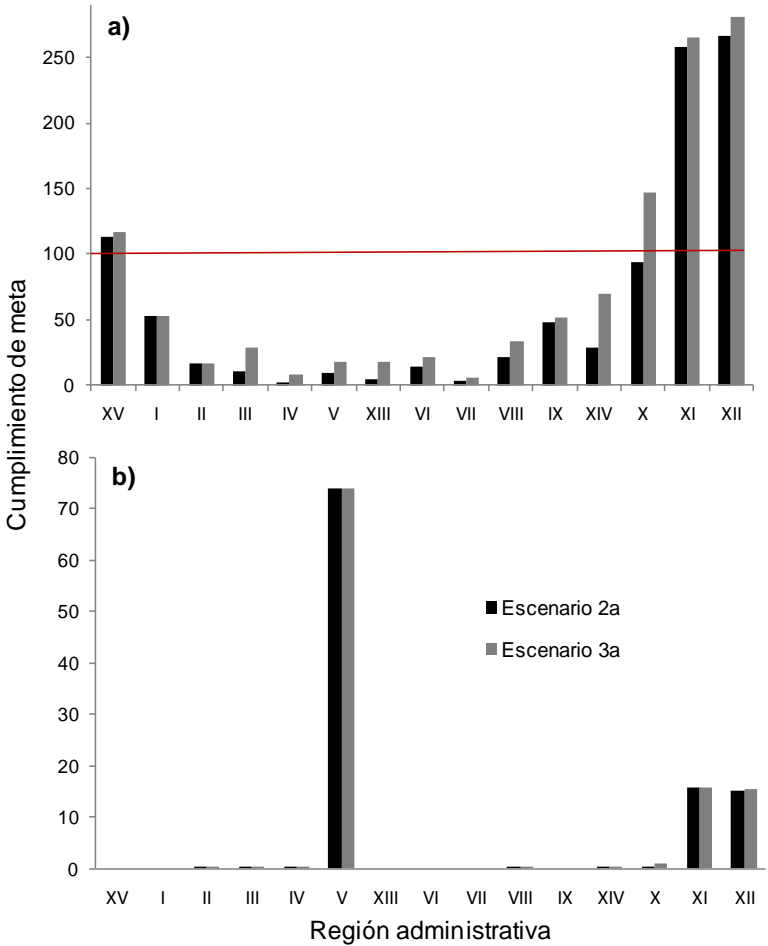 a)
250
200
150
100
50
0
XV I II III IV V XIII VI VII VIII IX XIV X XI XII
Cumplimiento de meta
80
b)
70
60
50
40
30
20
10
0
Escenario 2a
Escenario 3a
XV I II III IV V XIII VI VII VIII IX XIV X XI XII
Región administrativa